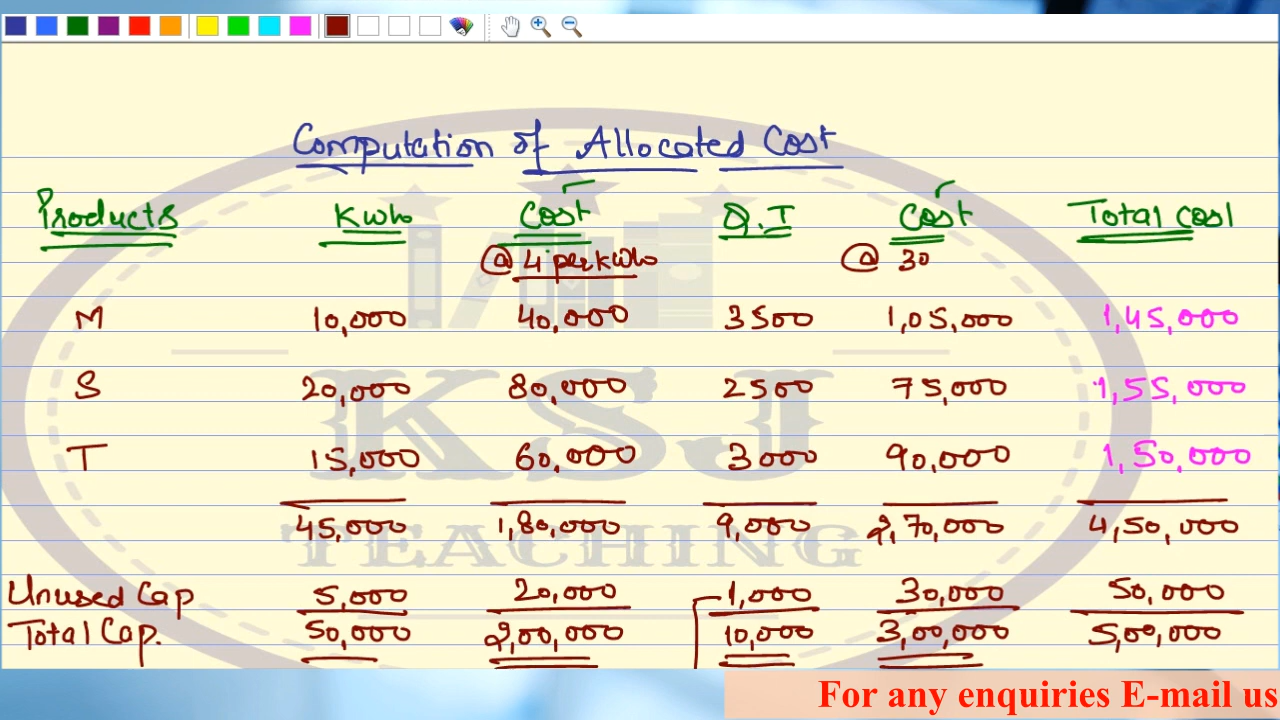 Computation of Allocated Cost
Products Kwh Cost Q.I Cost Total Cost
@ 4 per kwh @ 30
M 10,000 40,000 3500 1,05,000 1,45,000
S 20,000 80,000 2500 75,000 1,55,000
T 15,000 60,000 3000 90,000 1,50,000
45,000 1,80,000 9,000 2,70,000 4,50,000
Unused Cap 5,000 20,000 1,000 30,000 50,000
Total Cap. 50,000 2,00,000 10,000 3,00,000 5,00,000
KSJ
TEACHING
For any enquiries E-mail us